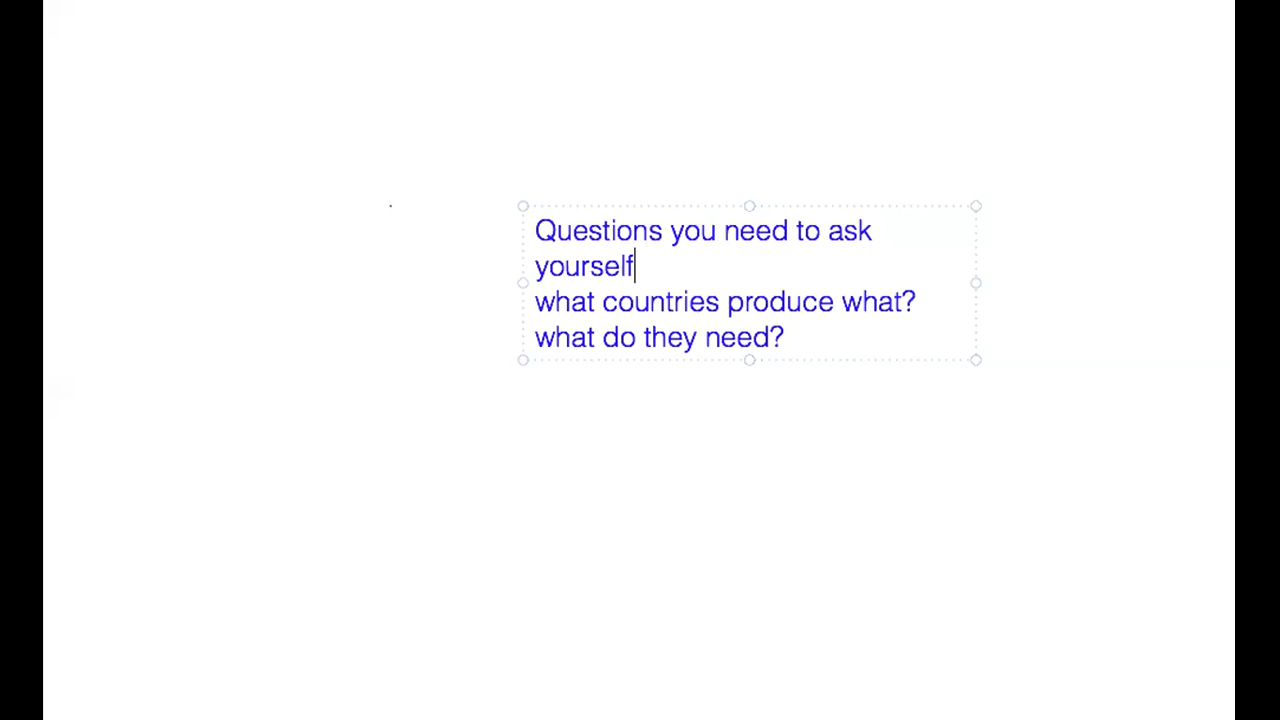 Questions you need to ask
yourself
what countries produce what?
what do they need?